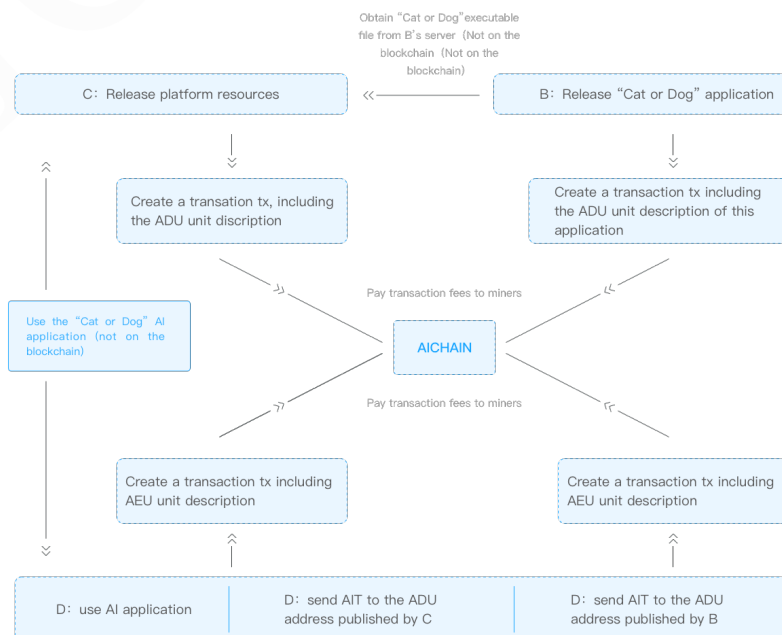 Obtain “Cat or Dog”executable
file from B's server (Not on the
blockchain (Not on the
blockchain)
C: Release platform resources
B: Release “Cat or Dog” application
Create a transation tx, including
the ADU unit discription
Create a transaction tx including
the ADU unit description of this
application
Pay transaction fees to miners
Use the “Cat or Dog” AI
application (not on the
blockchain)
AICHAIN
Pay transaction fees to miners
Create a transaction tx including
AEU unit description
Create a transaction tx including
AEU unit description
D: use AI application
D: send AIT to the ADU
address published by C
D: send AIT to the ADU
address published by B